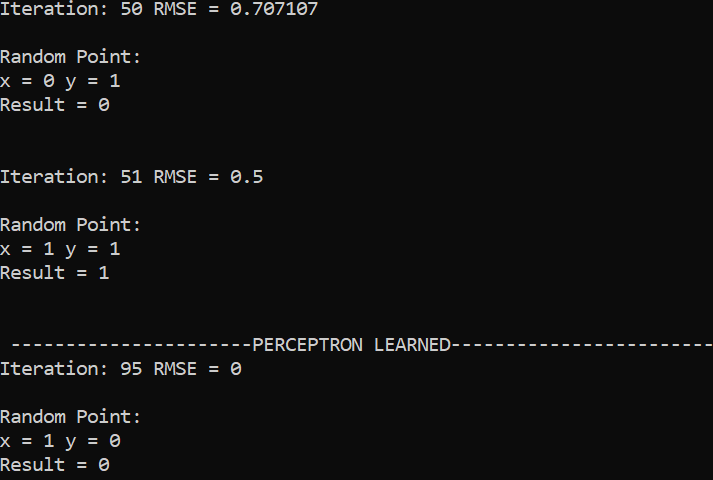 Iteration: 50 RMSE = 0.707107
Random Point:
x = 0 y = 1
Result = 0
Iteration: 51 RMSE = 0.5
Random Point:
x = 1 y = 1
Result = 1
----------------------PERCEPTRON LEARNED------------------------
Iteration: 95 RMSE = 0
Random Point:
x = 1 y = 0
Result = 0